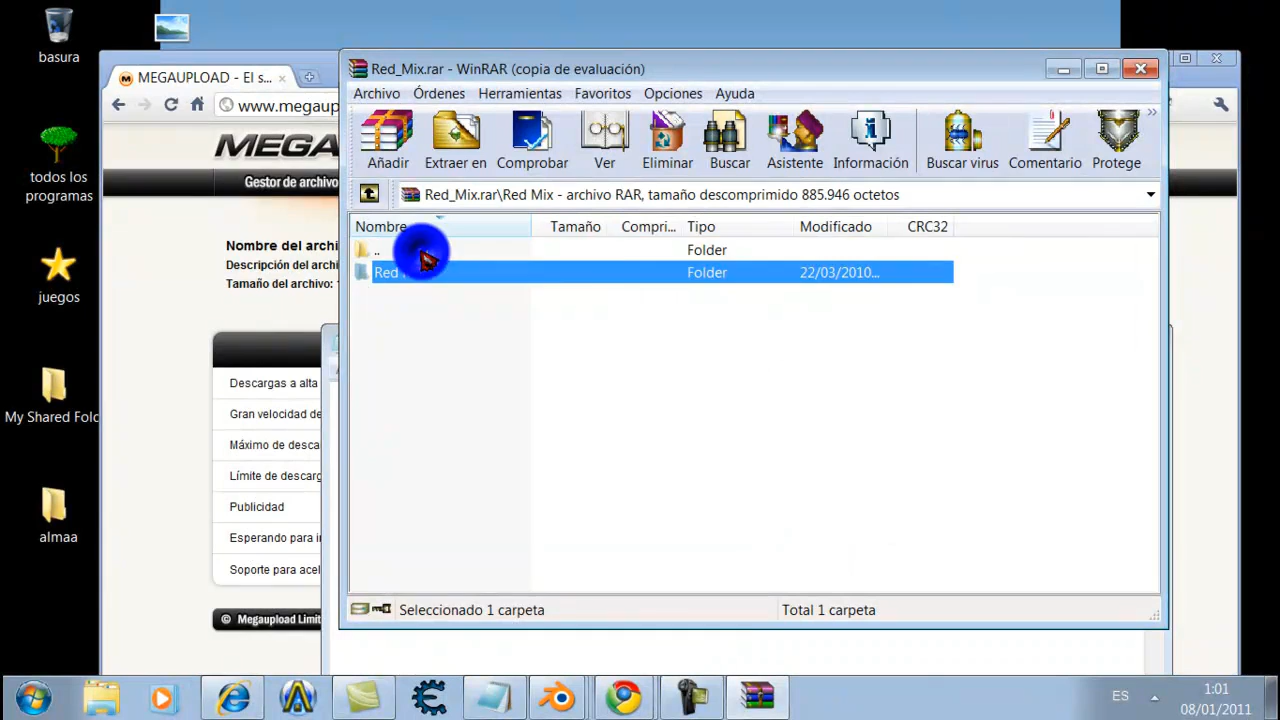 basura
todos los
programas
juegos
My Shared Fold
almaa
MEGAUPLOAD - El s...
www.megaup
MEGA
Gestor de archivo
Nombre del archi
Descripción del archi
Tamaño del archivo:
Descargas a alta
Gran velocidad de
Máximo de desca
Límite de descarg
Publicidad
Esperando para in
Soporte para acel
© Megaupload Limit
Red_Mix.rar - WinRAR (copia de evaluación)
Archivo Órdenes Herramientas Favoritos Opciones Ayuda
Añadir Extraer en Comprobar Ver Eliminar Buscar Asistente Información Buscar virus Comentario Protege
Red_Mix.rar\Red Mix - archivo RAR, tamaño descomprimido 885.946 octetos
Nombre Tamaño Compri... Tipo Modificado CRC32
.. Folder
Red Folder 22/03/2010...
Seleccionado 1 carpeta Total 1 carpeta
ES 1:01
08/01/2011